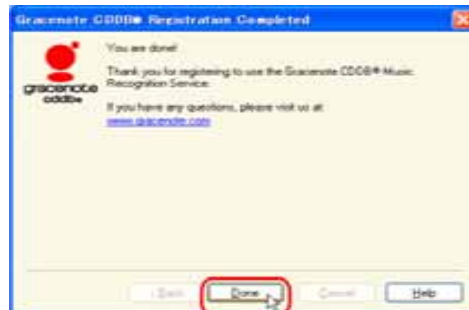 Gracenote CDDB® Registration Completed
You are done!
Thank you for registering to use the Gracenote CDDB® Music
Recognition Service.
If you have any questions, please visit us at:
www.gracenote.com
gracenote
cddb®
< Back
Done
Cancel
Help